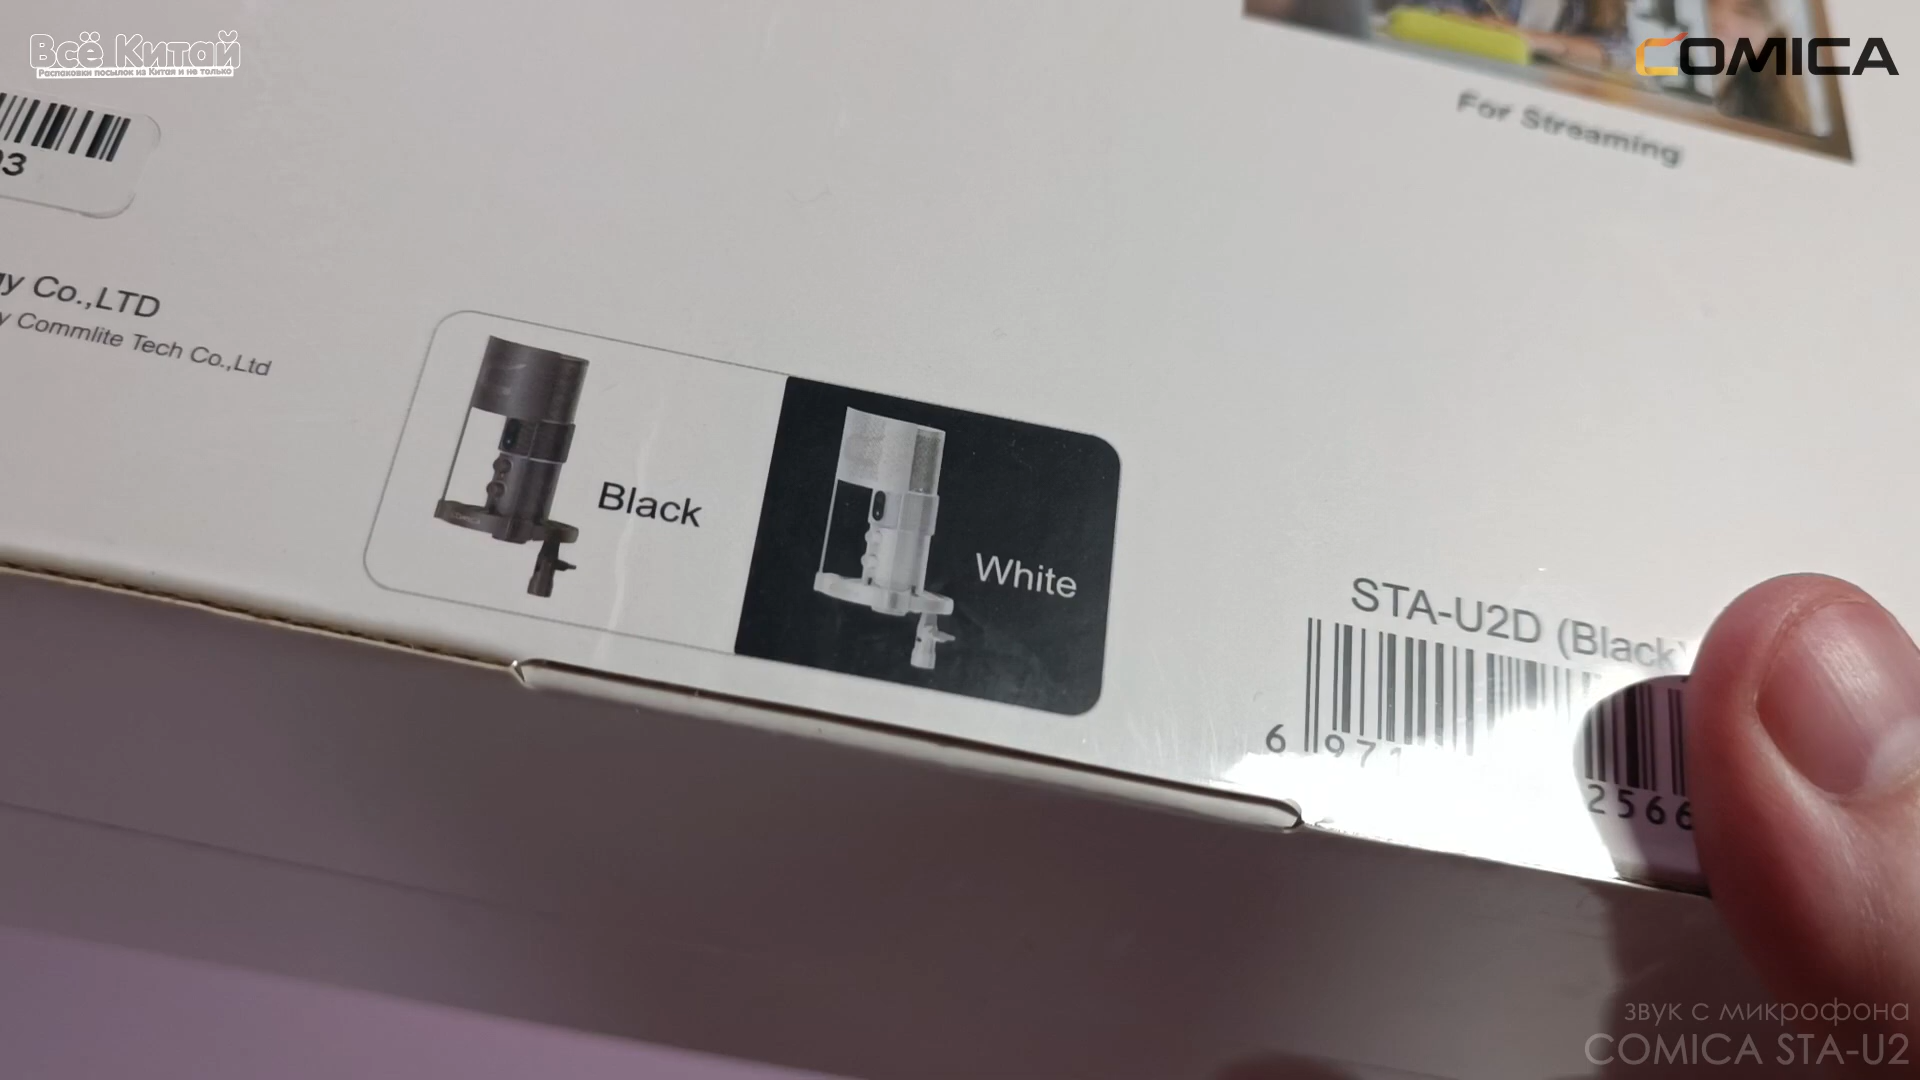 Всё Китай
Распаковки посылок из Китая и не только
COMICA
For Streaming
03
Co.,LTD
Commlite Tech Co.,Ltd
Black
COMICA
White
STA-U2D (Black)
6 971
2566
звук с микрофона
COMICA STA-U2